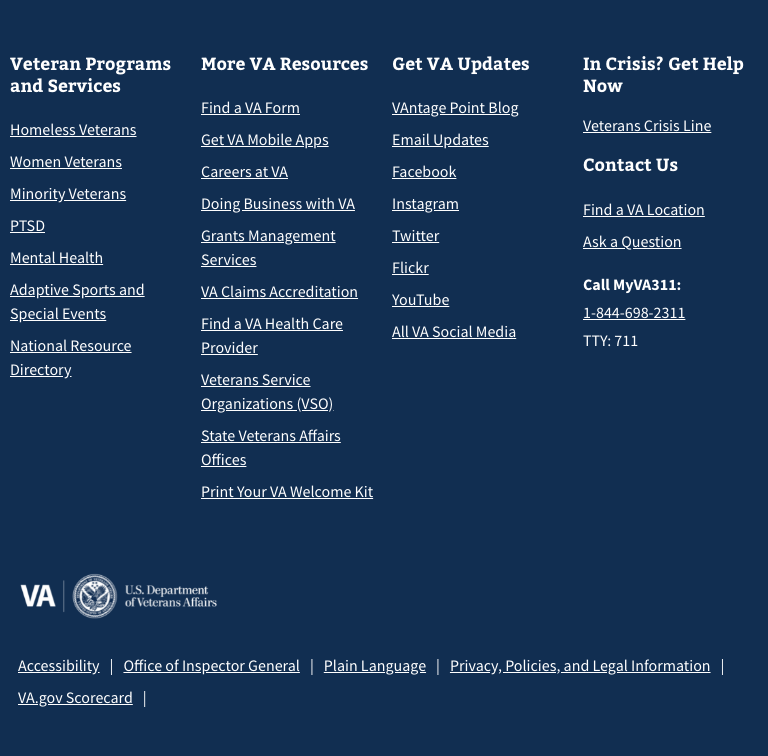 Veteran Programs
and Services
Homeless Veterans
Women Veterans
Minority Veterans
PTSD
Mental Health
Adaptive Sports and
Special Events
National Resource
Directory
More VA Resources
Find a VA Form
Get VA Mobile Apps
Careers at VA
Doing Business with VA
Grants Management
Services
VA Claims Accreditation
Find a VA Health Care
Provider
Veterans Service
Organizations (VSO)
State Veterans Affairs
Offices
Print Your VA Welcome Kit
Get VA Updates
VAntage Point Blog
Email Updates
Facebook
Instagram
Twitter
Flickr
YouTube
All VA Social Media
In Crisis? Get Help
Now
Veterans Crisis Line
Contact Us
Find a VA Location
Ask a Question
Call MyVA311:
1-844-698-2311
TTY: 711
VA
U.S. Department
of Veterans Affairs
Accessibility | Office of Inspector General | Plain Language | Privacy, Policies, and Legal Information |
VA.gov Scorecard |